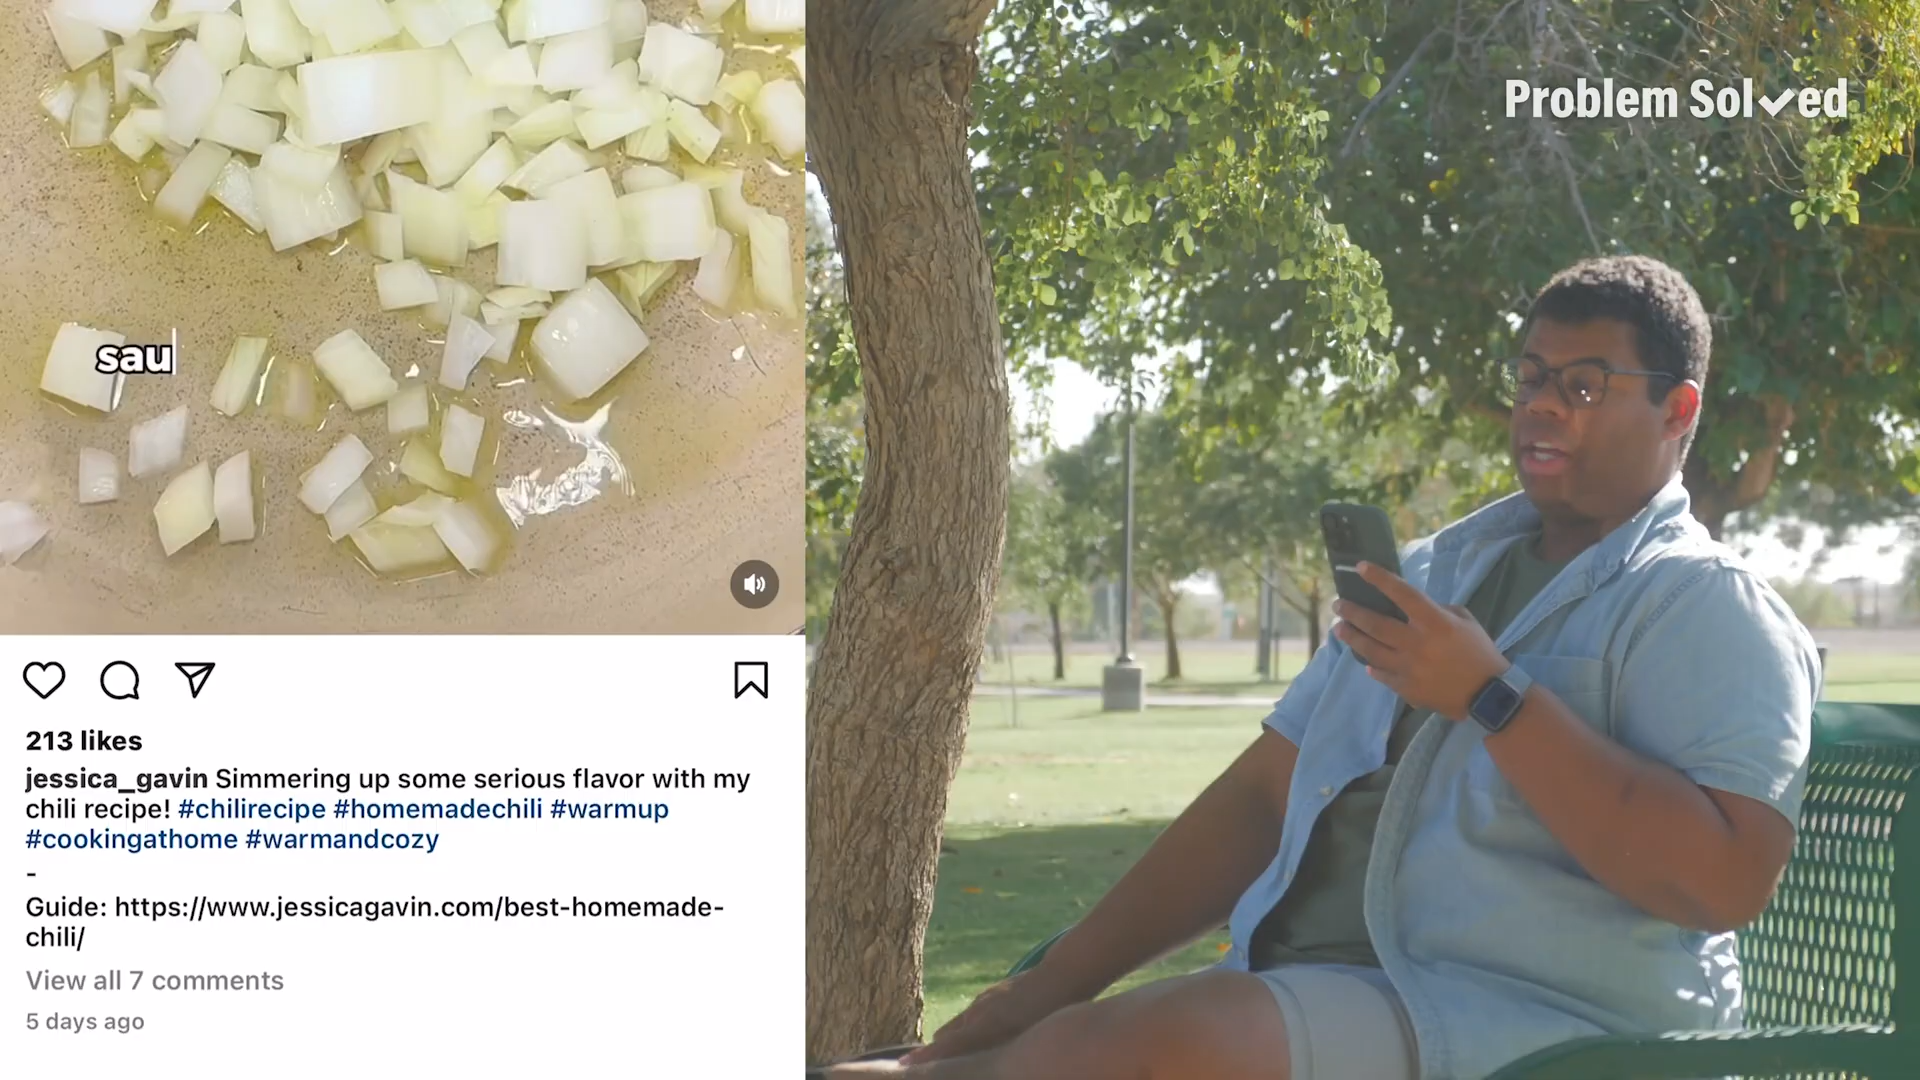 sau
Problem Solved
213 likes
jessica_gavin Simmering up some serious flavor with my
chili recipe! #chilirecipe #homemadechili #warmup
#cookingathome #warmandcozy
-
Guide: https://www.jessicagavin.com/best-homemade-
chili/
View all 7 comments
5 days ago